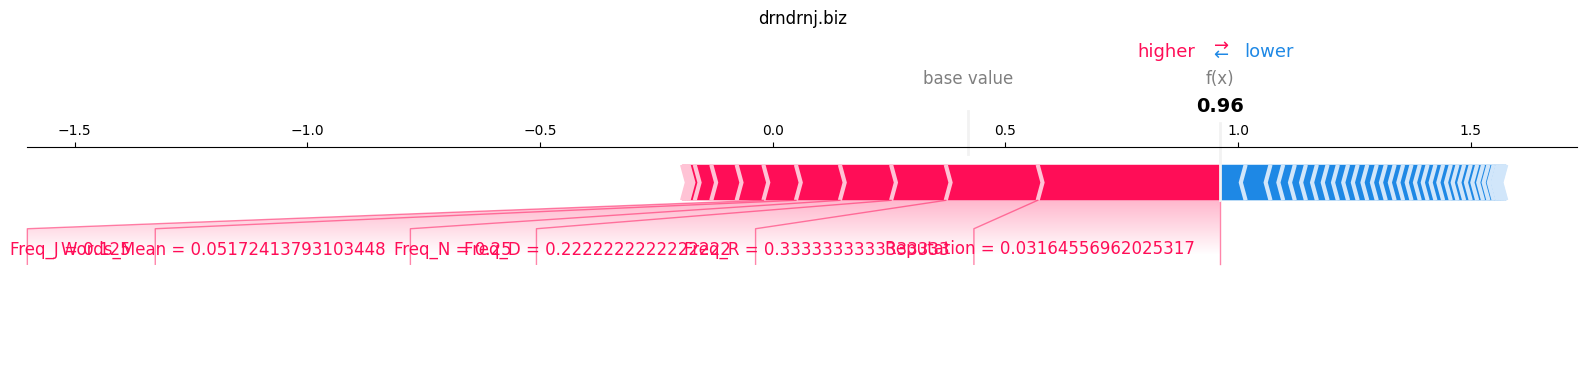 drndrnj.biz
higher ⇄ lower
base value f(x)
0.96
−1.5 −1.0 −0.5 0.0 0.5 1.0 1.5
Freq_J = 0.125 Words_Mean = 0.05172413793103448 Freq_N = 0.25 Freq_D = 0.2222222222222222 Freq_R = 0.3333333333333333 Reputation = 0.03164556962025317